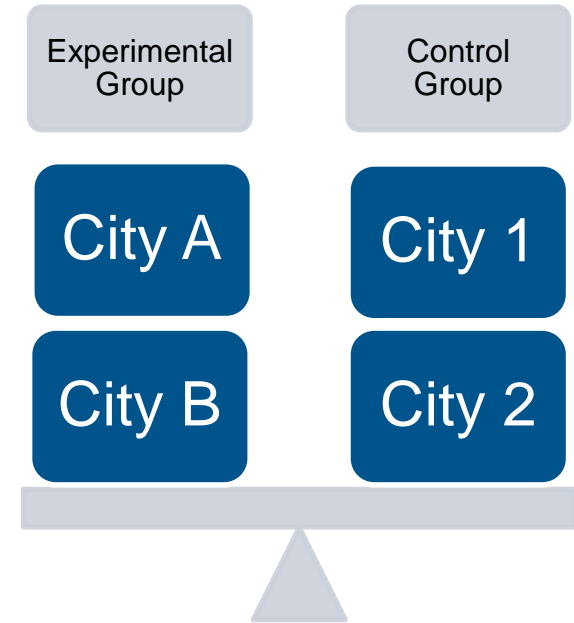 Experimental
Group
Control
Group
City A
City 1
City B
City 2